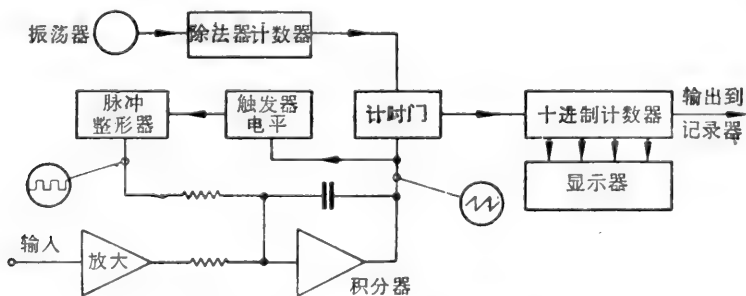 振荡器
除法器计数器
脉冲
整形器
触发器
电平
计时门
十进制计数器
输出到
记录器
显示器
输入
放大
积分器